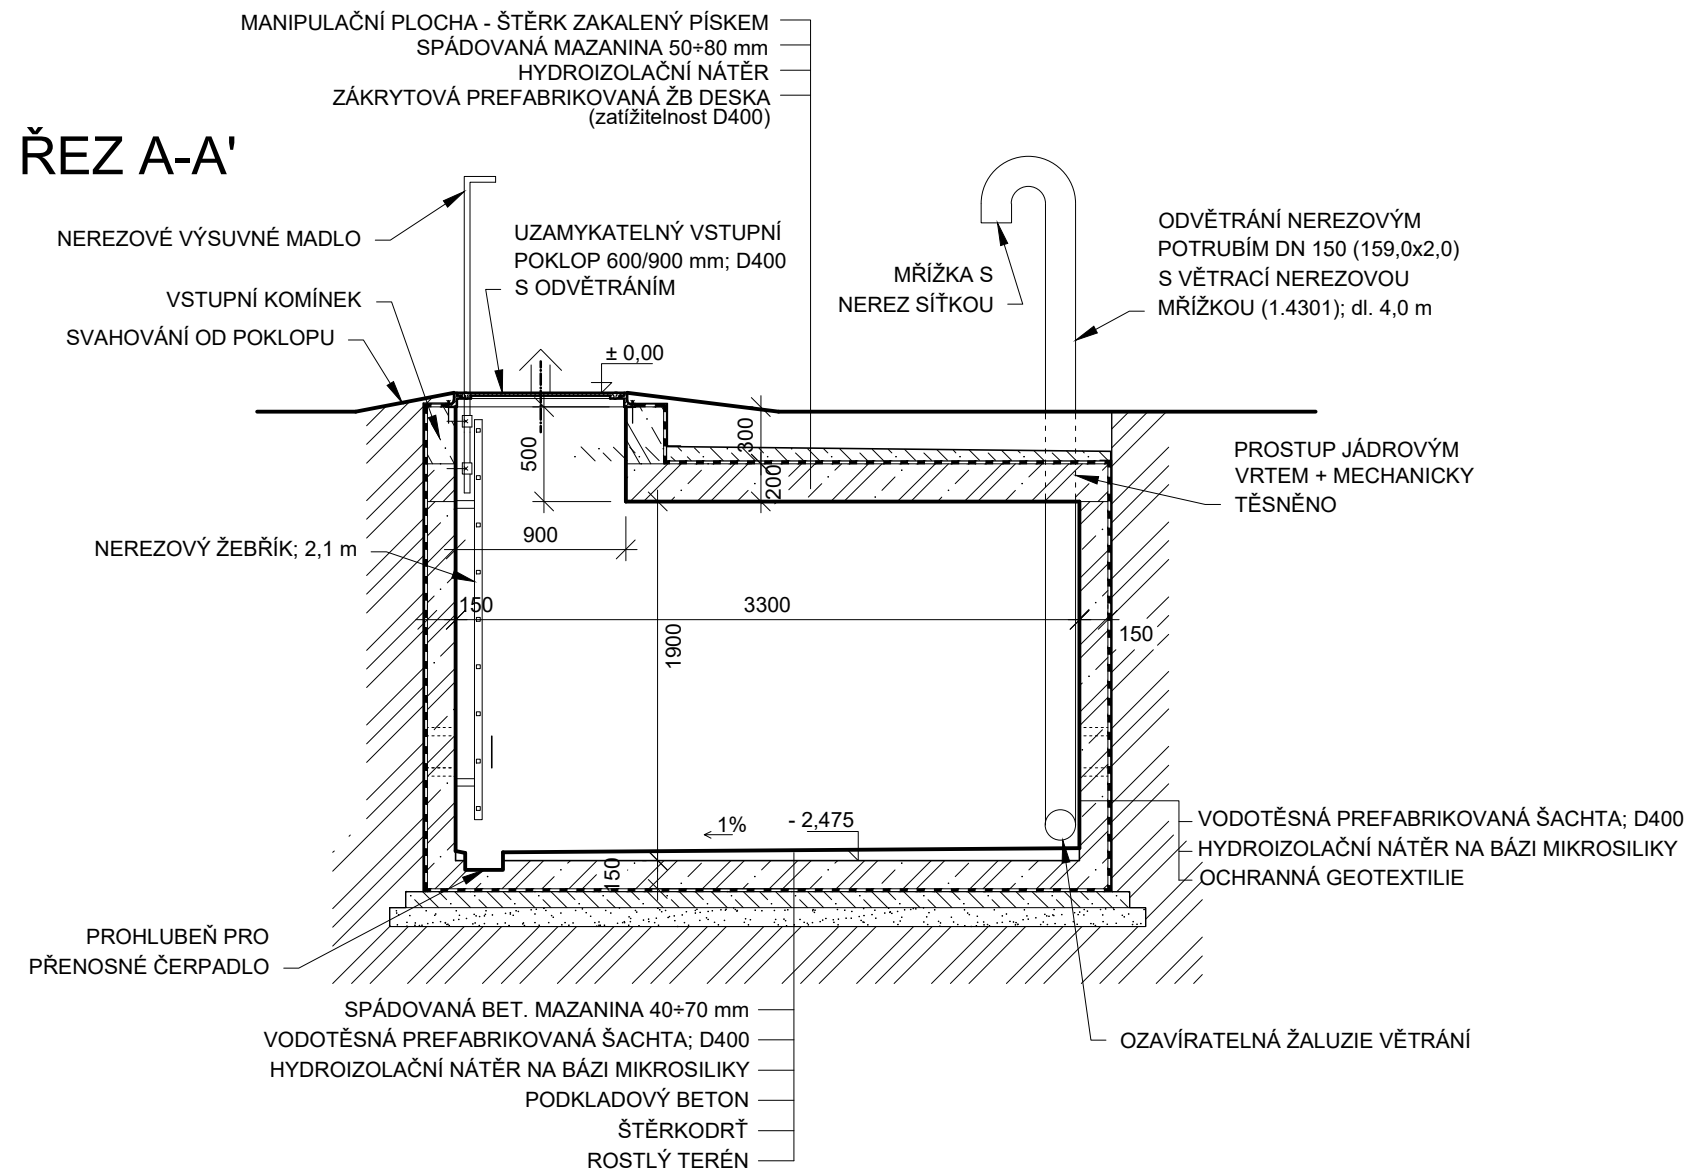 MANIPULAČNÍ PLOCHA - ŠTĚRK ZAKALENÝ PÍSKEM
SPÁDOVANÁ MAZANINA 50÷80 mm
HYDROIZOLAČNÍ NÁTĚR
ZÁKRYTOVÁ PREFABRIKOVANÁ ŽB DESKA
(zatížitelnost D400)
ŘEZ A-A'
NEREZOVÉ VÝSUVNÉ MADLO
VSTUPNÍ KOMÍNEK
SVAHOVÁNÍ OD POKLOPU
UZAMYKATELNÝ VSTUPNÍ
POKLOP 600/900 mm; D400
S ODVĚTRÁNÍM
MŘÍŽKA S
NEREZ SÍŤKOU
ODVĚTRÁNÍ NEREZOVÝM
POTRUBÍM DN 150 (159,0x2,0)
S VĚTRACÍ NEREZOVOU
MŘÍŽKOU (1.4301); dl. 4,0 m
± 0,00
500
300
200
PROSTUP JÁDROVÝM
VRTEM + MECHANICKY
TĚSNĚNO
900
NEREZOVÝ ŽEBŘÍK; 2,1 m
150
3300
150
1900
1%
- 2,475
150
VODOTĚSNÁ PREFABRIKOVANÁ ŠACHTA; D400
HYDROIZOLAČNÍ NÁTĚR NA BÁZI MIKROSILIKY
OCHRANNÁ GEOTEXTILIE
PROHLUBEŇ PRO
PŘENOSNÉ ČERPADLO
SPÁDOVANÁ BET. MAZANINA 40÷70 mm
VODOTĚSNÁ PREFABRIKOVANÁ ŠACHTA; D400
HYDROIZOLAČNÍ NÁTĚR NA BÁZI MIKROSILIKY
PODKLADOVÝ BETON
ŠTĚRKODRŤ
ROSTLÝ TERÉN
OZAVÍRATELNÁ ŽALUZIE VĚTRÁNÍ